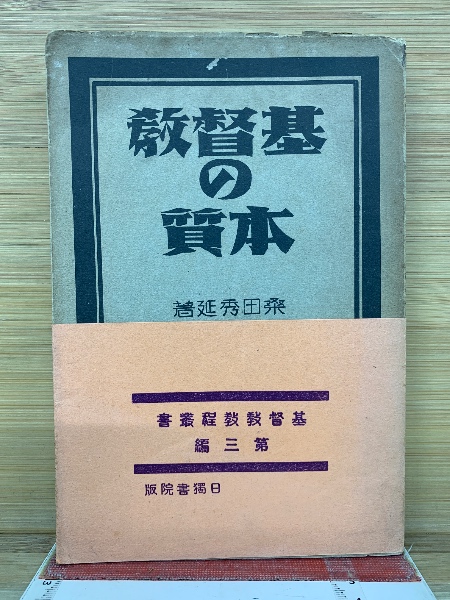 基督教
の
本質
桑田秀延著
基督教教程叢書
第三編
日獨書院版